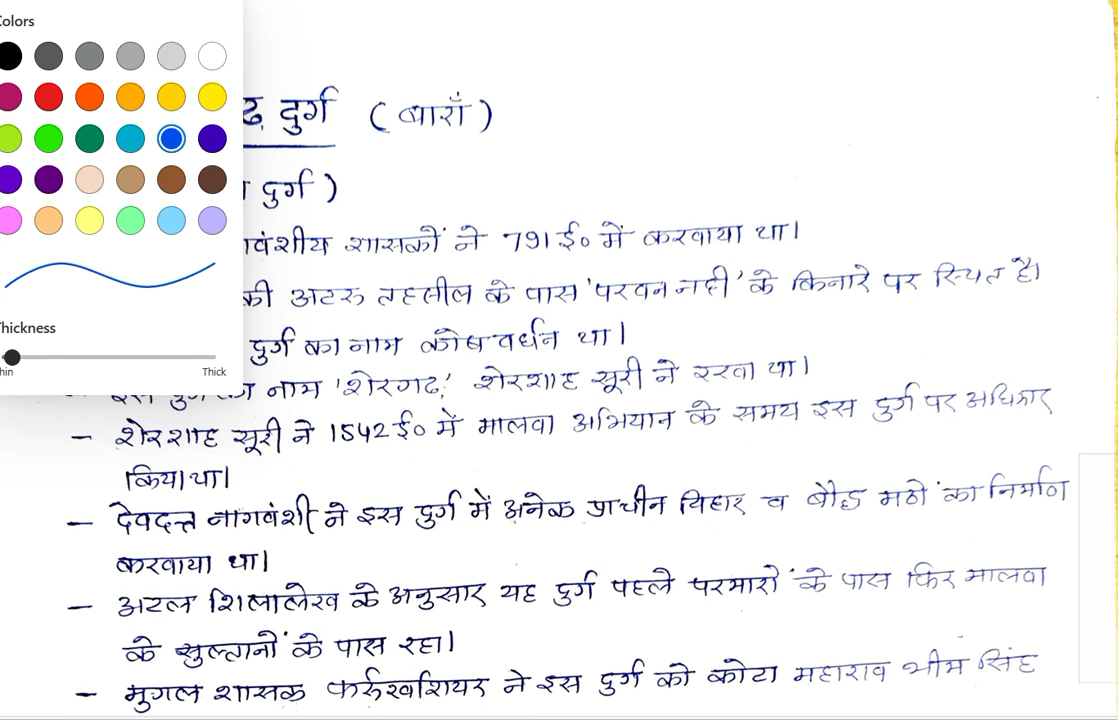 Colors
ढ़ दुर्ग (बाराँ)
दुर्ग)
वंशीय शासकों ने 791 ई० में करवाया था।
की अटरु तहसील के पास 'परवन नदी' के किनारे पर स्थित है।
दुर्ग का नाम कोषवर्धन था।
Thickness
Thin Thick
- इस दुर्ग का नाम 'शेरगढ़' शेरशाह सूरी ने रखा था।
- शेरशाह सूरी ने 1542 ई० में मालवा अभियान के समय इस दुर्ग पर अधिकार
किया था।
- देवदत्त नागवंशी ने इस दुर्ग में अनेक प्राचीन विहार व बौद्ध मठों का निर्माण
करवाया था।
- अटल शिलालेख के अनुसार यह दुर्ग पहले परमारों के पास फिर मालवा
के सुल्तानों के पास रहा।
- मुगल शासक फर्रुखशियर ने इस दुर्ग को कोटा महाराव भीम सिंह